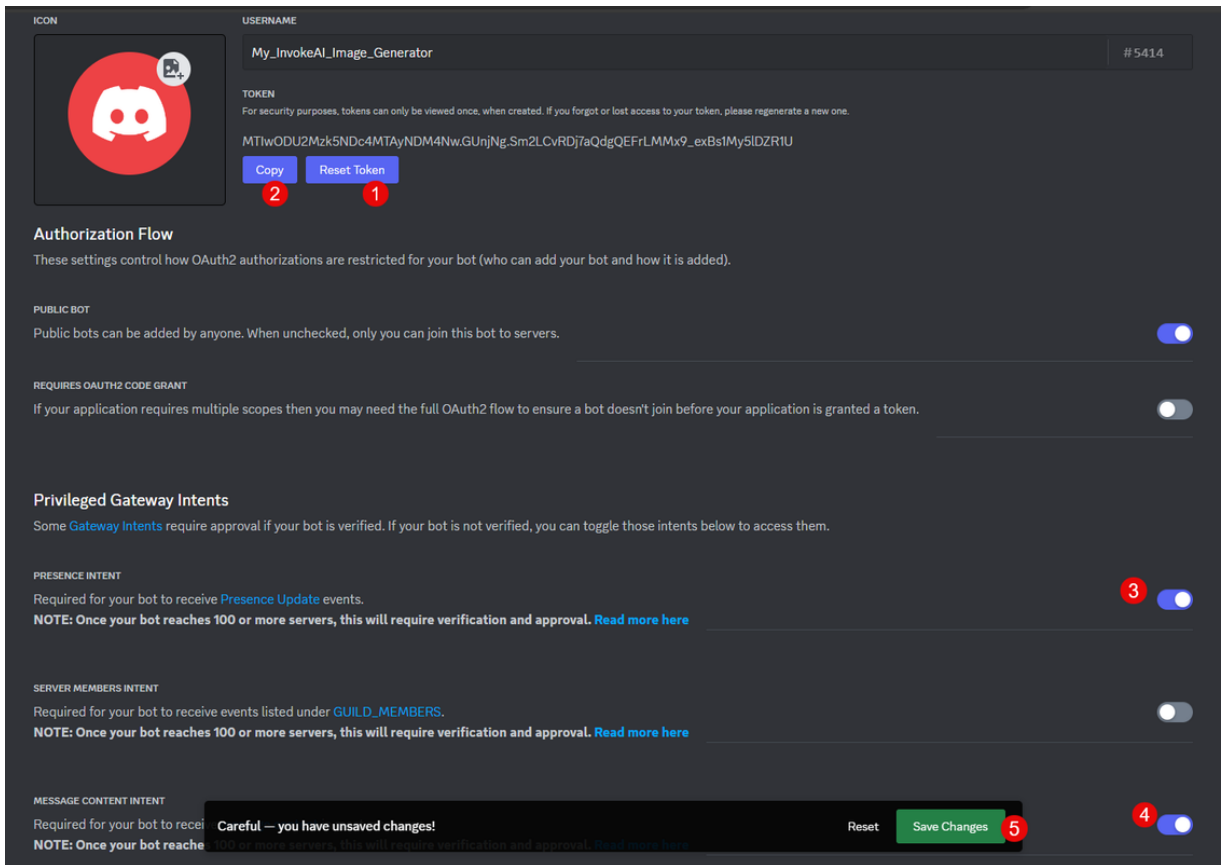 ICON
USERNAME
My_InvokeAI_Image_Generator
#5414
TOKEN
For security purposes, tokens can only be viewed once, when created. If you forgot or lost access to your token, please regenerate a new one.
MTIwODU2Mzk5NDc4MTAyNDM4Nw.GUnjNg.Sm2LCvRDj7aQdgQEFrLMMx9_exBs1My5lDZR1U
Copy Reset Token
2 1
Authorization Flow
These settings control how OAuth2 authorizations are restricted for your bot (who can add your bot and how it is added).
PUBLIC BOT
Public bots can be added by anyone. When unchecked, only you can join this bot to servers.
REQUIRES OAUTH2 CODE GRANT
If your application requires multiple scopes then you may need the full OAuth2 flow to ensure a bot doesn't join before your application is granted a token.
Privileged Gateway Intents
Some Gateway Intents require approval if your bot is verified. If your bot is not verified, you can toggle those intents below to access them.
PRESENCE INTENT
Required for your bot to receive Presence Update events.
3
NOTE: Once your bot reaches 100 or more servers, this will require verification and approval. Read more here
SERVER MEMBERS INTENT
Required for your bot to receive events listed under GUILD_MEMBERS.
NOTE: Once your bot reaches 100 or more servers, this will require verification and approval. Read more here
MESSAGE CONTENT INTENT
4
Required for your bot to recei
Careful — you have unsaved changes!
Reset
Save Changes
5
NOTE: Once your bot reache